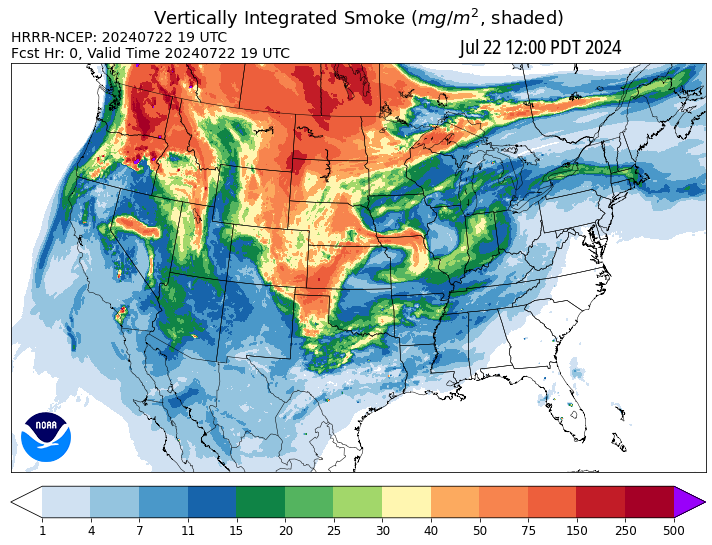 Vertically Integrated Smoke (mg/m², shaded)
HRRR-NCEP: 20240722 19 UTC
Fcst Hr: 0, Valid Time 20240722 19 UTC
Jul 22 12:00 PDT 2024
NOAA
1 4 7 11 15 20 25 30 40 50 75 150 250 500